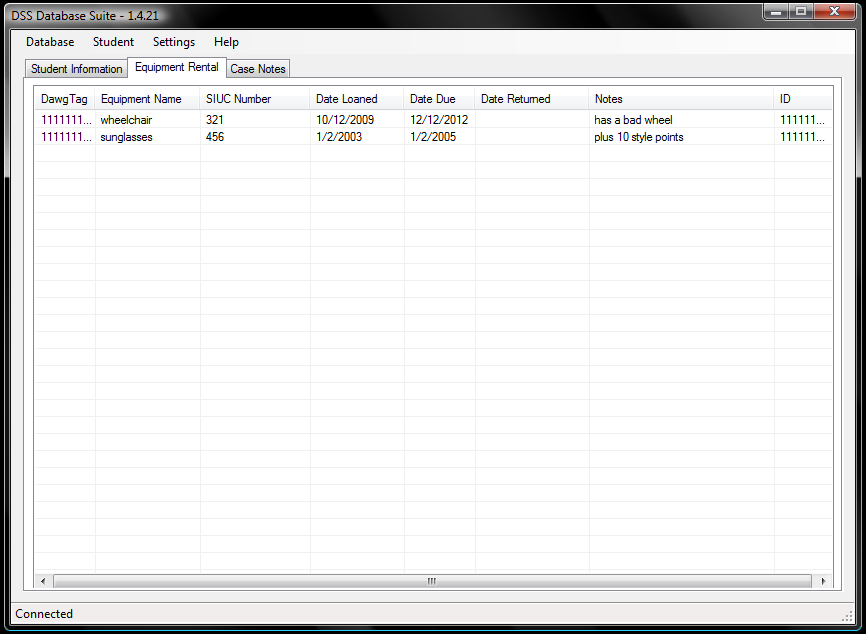 DSS Database Suite - 1.4.21
Database Student Settings Help
Student Information Equipment Rental Case Notes
DawgTag Equipment Name SIUC Number Date Loaned Date Due Date Returned Notes ID
1111111... wheelchair 321 10/12/2009 12/12/2012 has a bad wheel 111111...
1111111... sunglasses 456 1/2/2003 1/2/2005 plus 10 style points 111111...
Connected